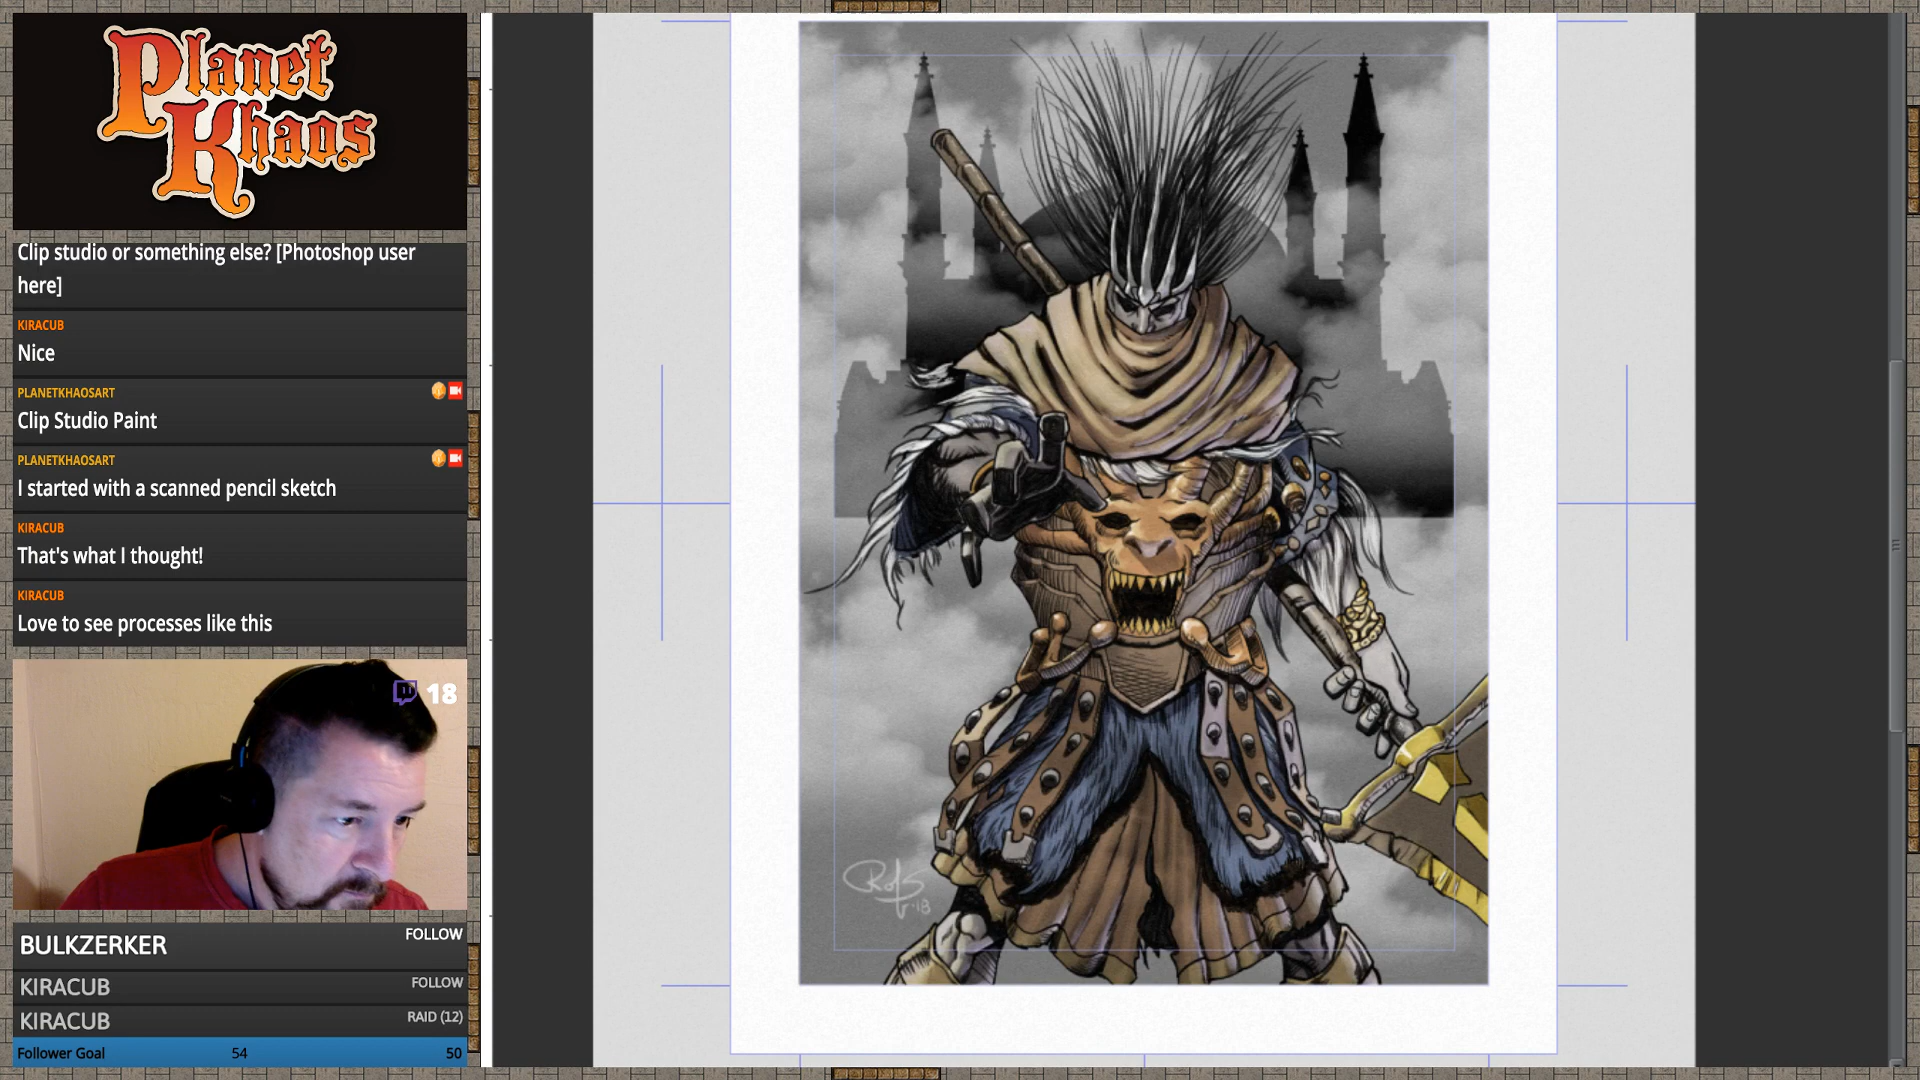 Planet
Khaos
Clip studio or something else? [Photoshop user
here]
KIRACUB
Nice
PLANETKHAOSART
Clip Studio Paint
PLANETKHAOSART
I started with a scanned pencil sketch
KIRACUB
That's what I thought!
KIRACUB
Love to see processes like this
18
BULKZERKER FOLLOW
KIRACUB FOLLOW
KIRACUB RAID (12)
Follower Goal 54 50